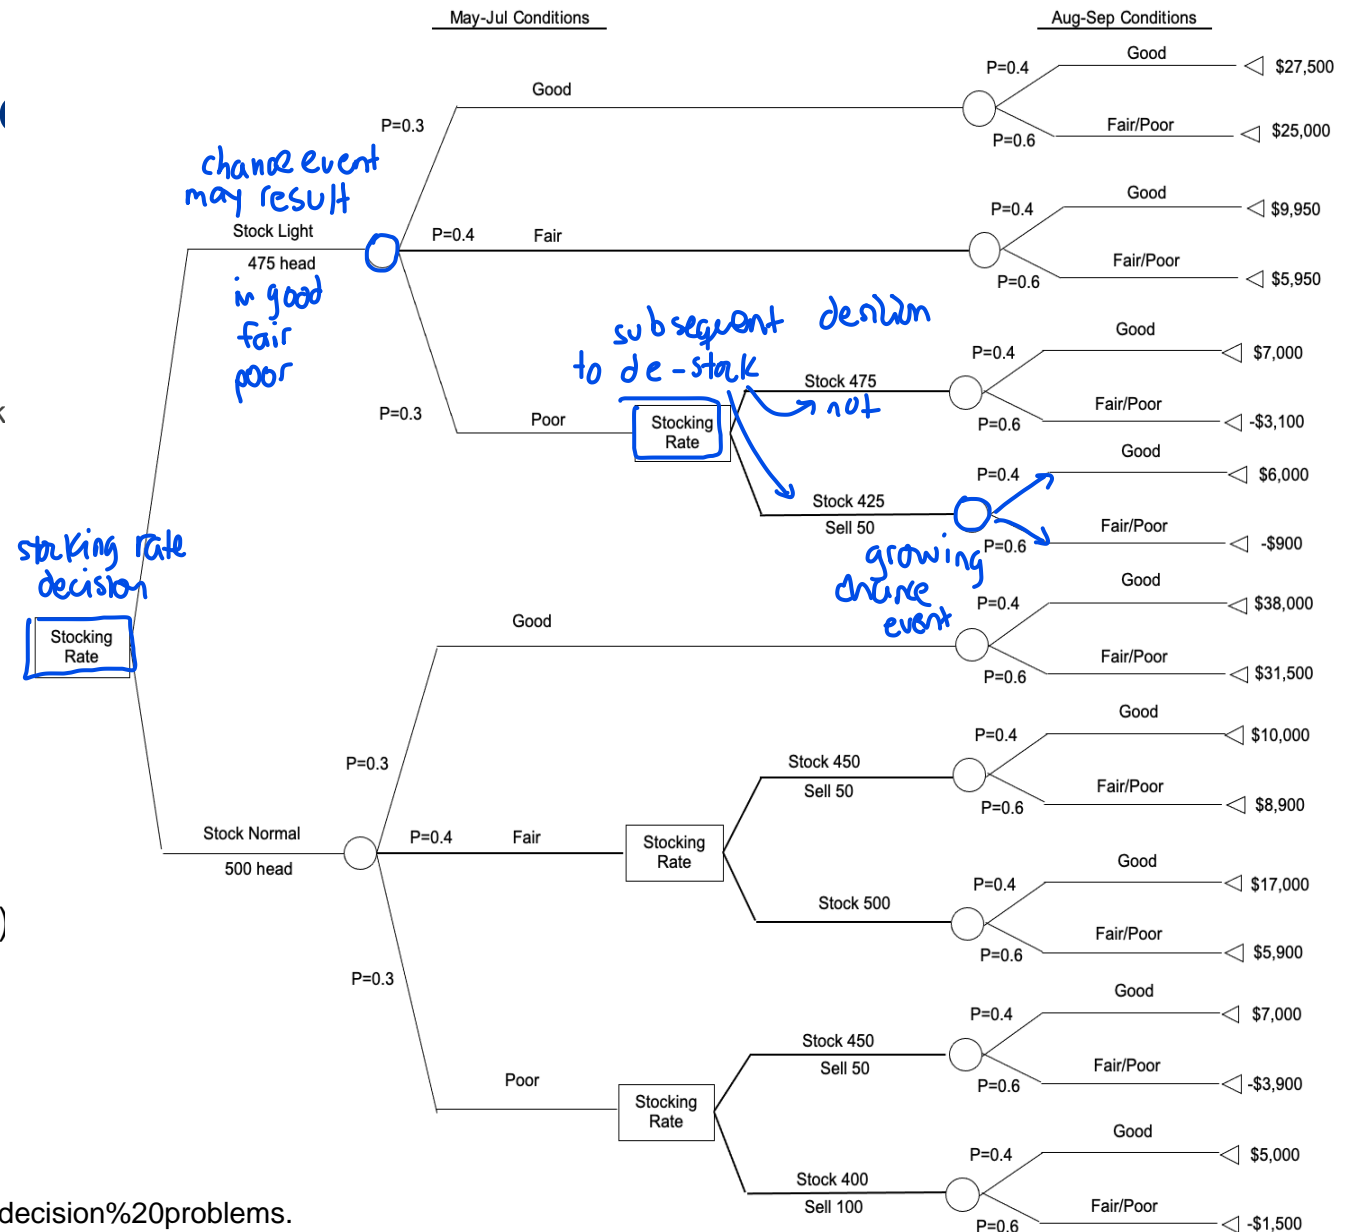 May-Jul Conditions
Aug-Sep Conditions
Good
P=0.4
$27,500
Good
P=0.3
Fair/Poor
P=0.6
$25,000
chance event
may result
Good
P=0.4
$9,950
Stock Light
P=0.4
Fair
475 head
Fair/Poor
P=0.6
$5,950
in good
fair
poor
subsequent decision
to de-stock
Good
P=0.4
$7,000
Stock 475
not
P=0.3
Poor
Stocking
Rate
Fair/Poor
P=0.6
-$3,100
Good
P=0.4
$6,000
Stock 425
Sell 50
Fair/Poor
P=0.6
-$900
stocking rate
decision
growing
chance
event
Stocking
Rate
Good
Good
P=0.4
$38,000
Fair/Poor
P=0.6
$31,500
Good
P=0.4
$10,000
P=0.3
Stock 450
Sell 50
Fair/Poor
P=0.6
$8,900
Stock Normal
500 head
P=0.4
Fair
Stocking
Rate
Good
P=0.4
$17,000
Stock 500
Fair/Poor
P=0.6
$5,900
P=0.3
Good
P=0.4
$7,000
Stock 450
Sell 50
Fair/Poor
P=0.6
-$3,900
Poor
Stocking
Rate
Good
P=0.4
$5,000
Stock 400
Sell 100
Fair/Poor
P=0.6
-$1,500
k
)
decision%20problems.